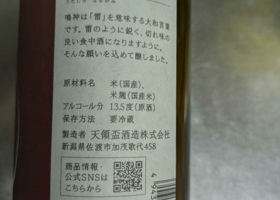 鳴神は「雷」を意味する大和言葉
です。雷のように鋭く、切れ味の
良い食中酒になりますように。
そんな願いを込めて醸しました。
原材料名 米(国産)、
米麹(国産米)
アルコール分 13.5度(原酒)
保存方法 要冷蔵
製造者 天領盃酒造株式会社
新潟県佐渡市加茂歌代458
商品情報・
公式SNSは
こちらから